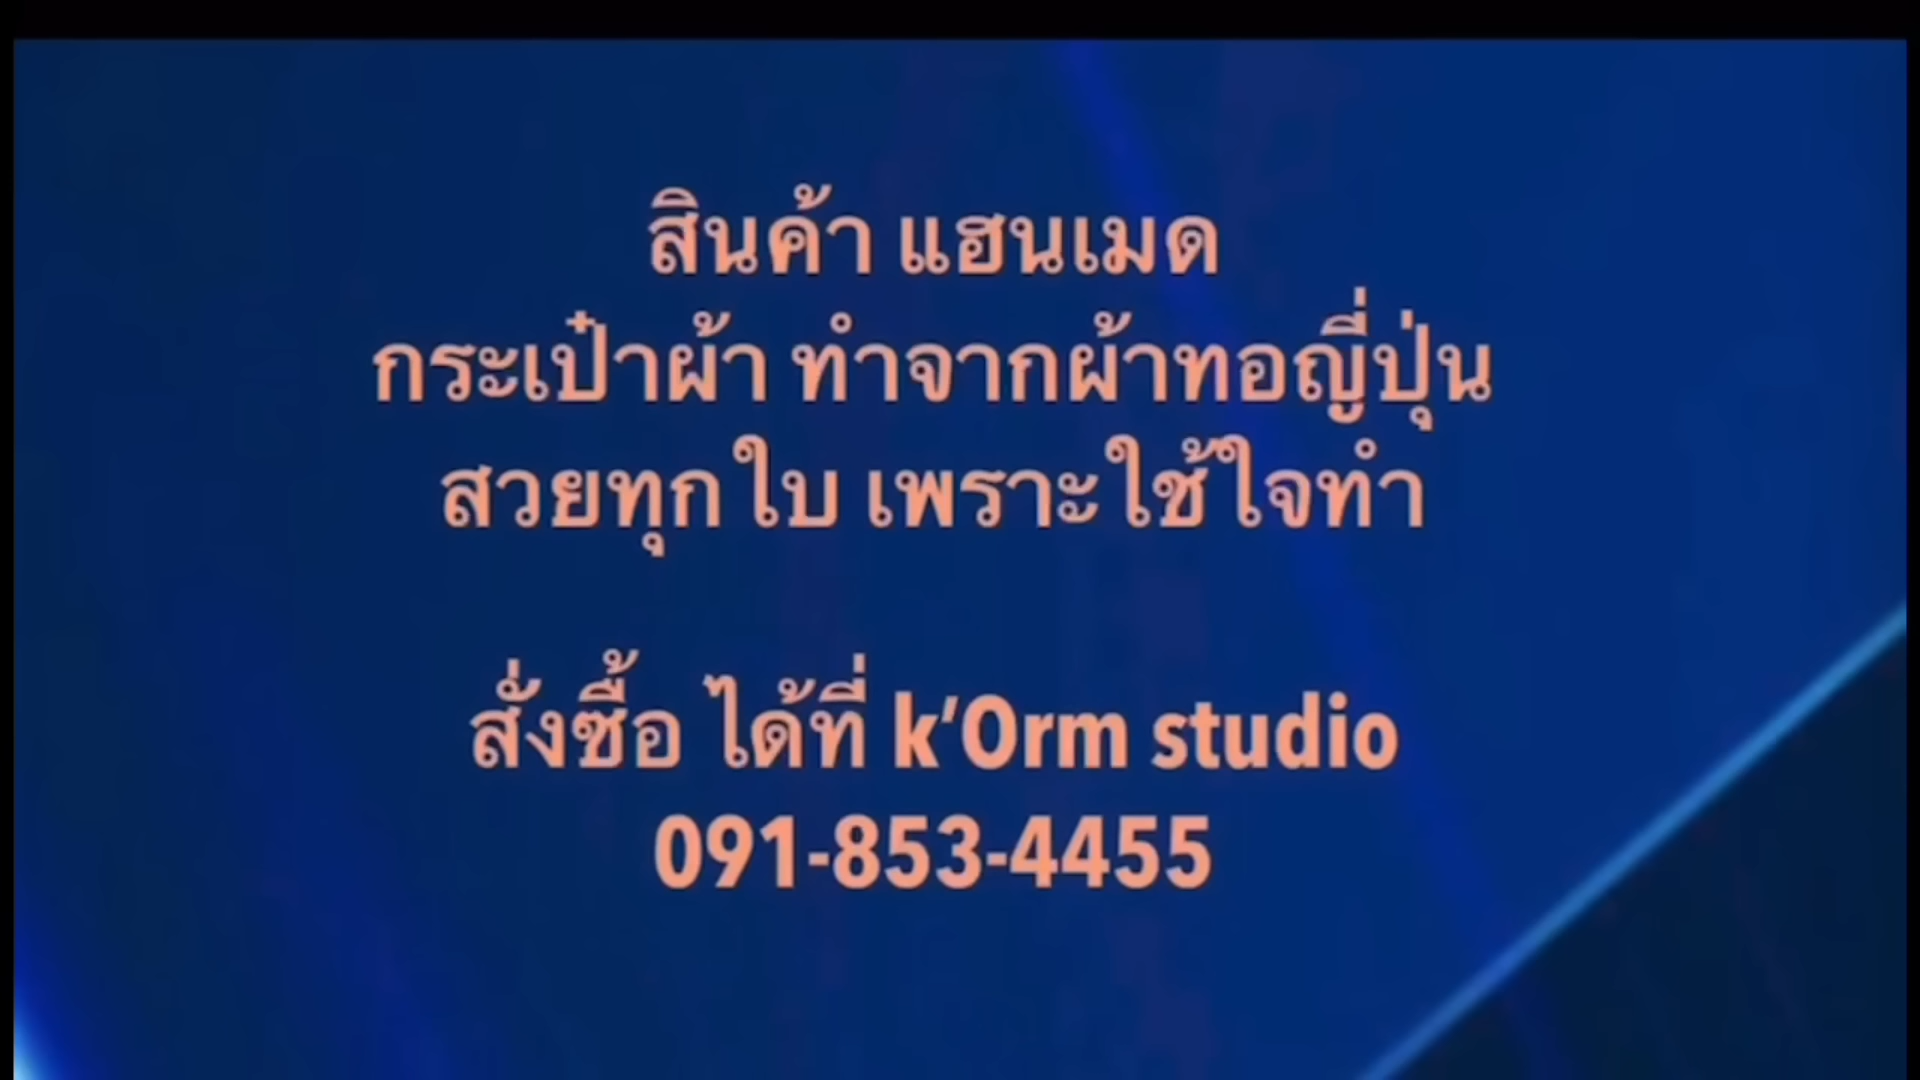 สินค้า แฮนเมด
กระเป๋าผ้า ทำจากผ้าทอญี่ปุ่น
สวยทุกใบ เพราะใช้ใจทำ
สั่งซื้อ ได้ที่ k’Orm studio
091-853-4455